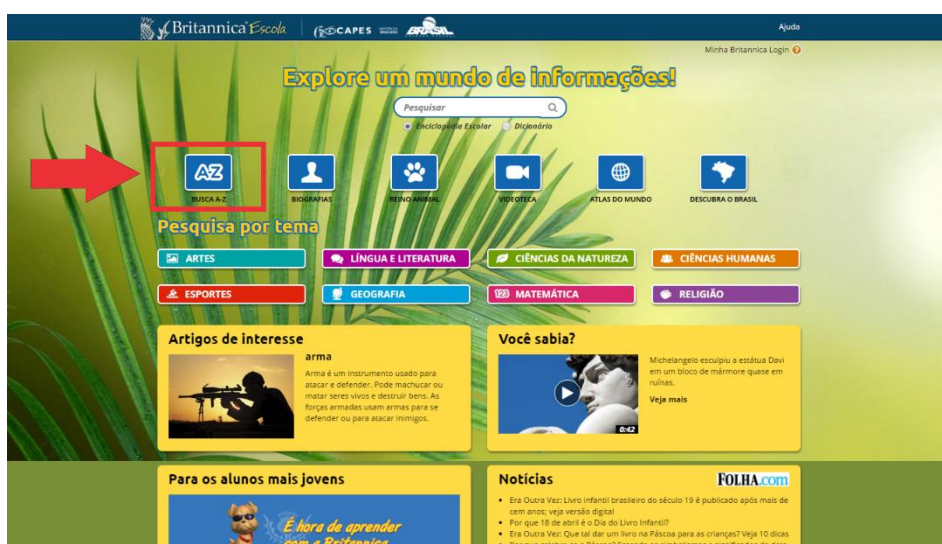 Britannica Escola
CAPES
BRASIL
Ajuda
Minha Britannica Login
Explore um mundo de informações!
Pesquisar
Enciclopédia Escolar
Dicionário
AZ
BUSCA A-Z
BIOGRAFIAS
REINO ANIMAL
VIDEOTECA
ATLAS DO MUNDO
DESCUBRA O BRASIL
Pesquisa por tema
ARTES
LÍNGUA E LITERATURA
CIÊNCIAS DA NATUREZA
CIÊNCIAS HUMANAS
ESPORTES
GEOGRAFIA
123 MATEMÁTICA
RELIGIÃO
Artigos de interesse
arma
Arma é um instrumento usado para
atacar e defender. Pode machucar ou
matar seres vivos e destruir bens. As
forças armadas usam armas para se
defender ou para atacar inimigos.
Você sabia?
0:42
Michelangelo esculpiu a estátua Davi
em um bloco de mármore quase em
ruínas.
Veja mais
Para os alunos mais jovens
É hora de aprender
com a Britannica
Notícias
FOLHA.com
Era Outra Vez: Livro infantil brasileiro do século 19 é publicado após mais de
cem anos; veja versão digital
Por que 18 de abril é o Dia do Livro Infantil?
Era Outra Vez: Que tal dar um livro na Páscoa para as crianças? Veja 10 dicas